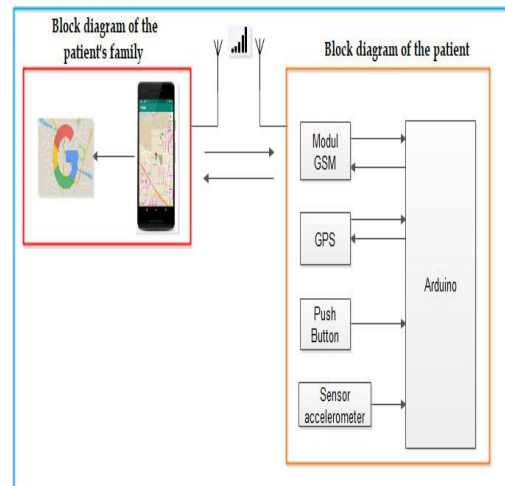 Block diagram of the
patient's family
Block diagram of the patient
Modul
GSM
GPS
Push
Button
Sensor
accelerometer
Arduino
G